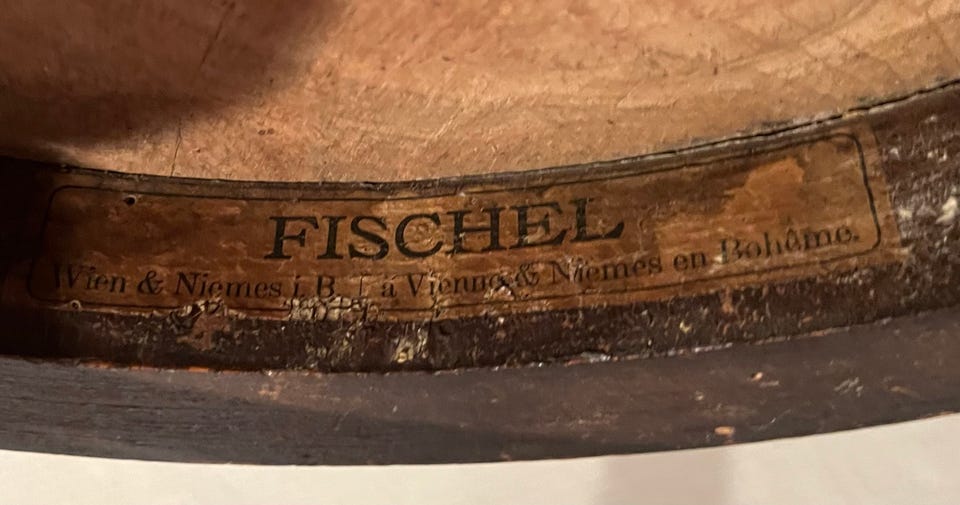 FISCHEL
Wien & Niemes i. B. | à Vienne & Niemes en Bohême.